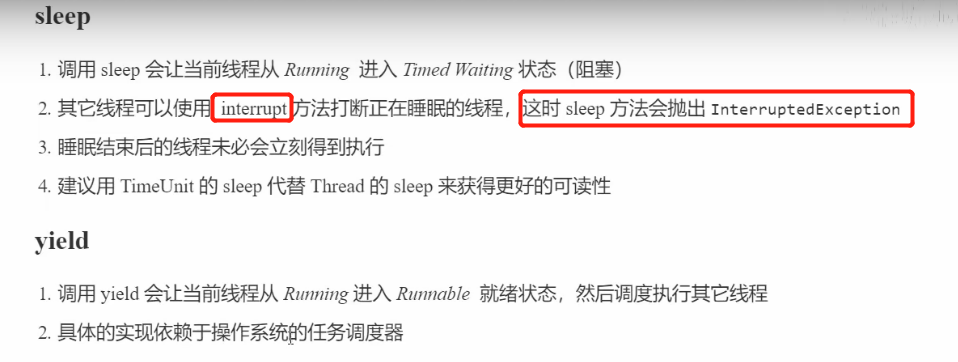 sleep
1. 调用 sleep 会让当前线程从 Running 进入 Timed Waiting 状态（阻塞）
2. 其它线程可以使用 interrupt 方法打断正在睡眠的线程，这时 sleep 方法会抛出 InterruptedException
3. 睡眠结束后的线程未必会立刻得到执行
4. 建议用 TimeUnit 的 sleep 代替 Thread 的 sleep 来获得更好的可读性
yield
1. 调用 yield 会让当前线程从 Running 进入 Runnable 就绪状态，然后调度执行其它线程
2. 具体的实现依赖于操作系统的任务调度器